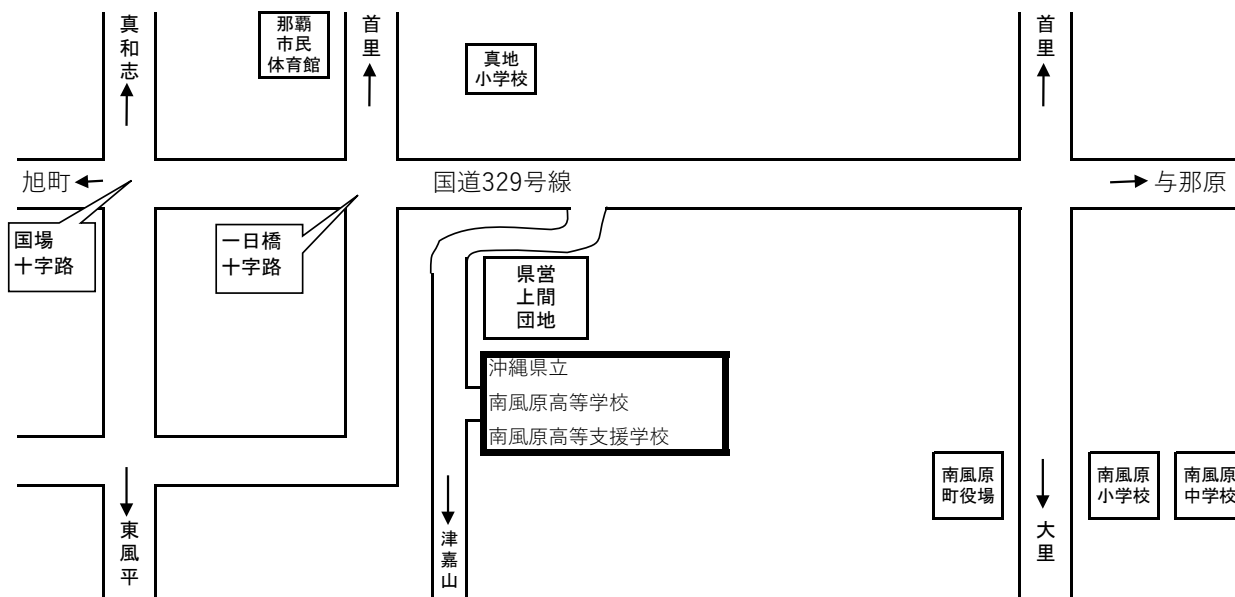 真和志
那覇
市民
体育館
首里
真地
小学校
首里
旭町
国道329号線
与那原
国場
十字路
一日橋
十字路
県営
上間
団地
沖縄県立
南風原高等学校
南風原高等支援学校
南風原
町役場
南風原
小学校
南風原
中学校
東風平
津嘉山
大里